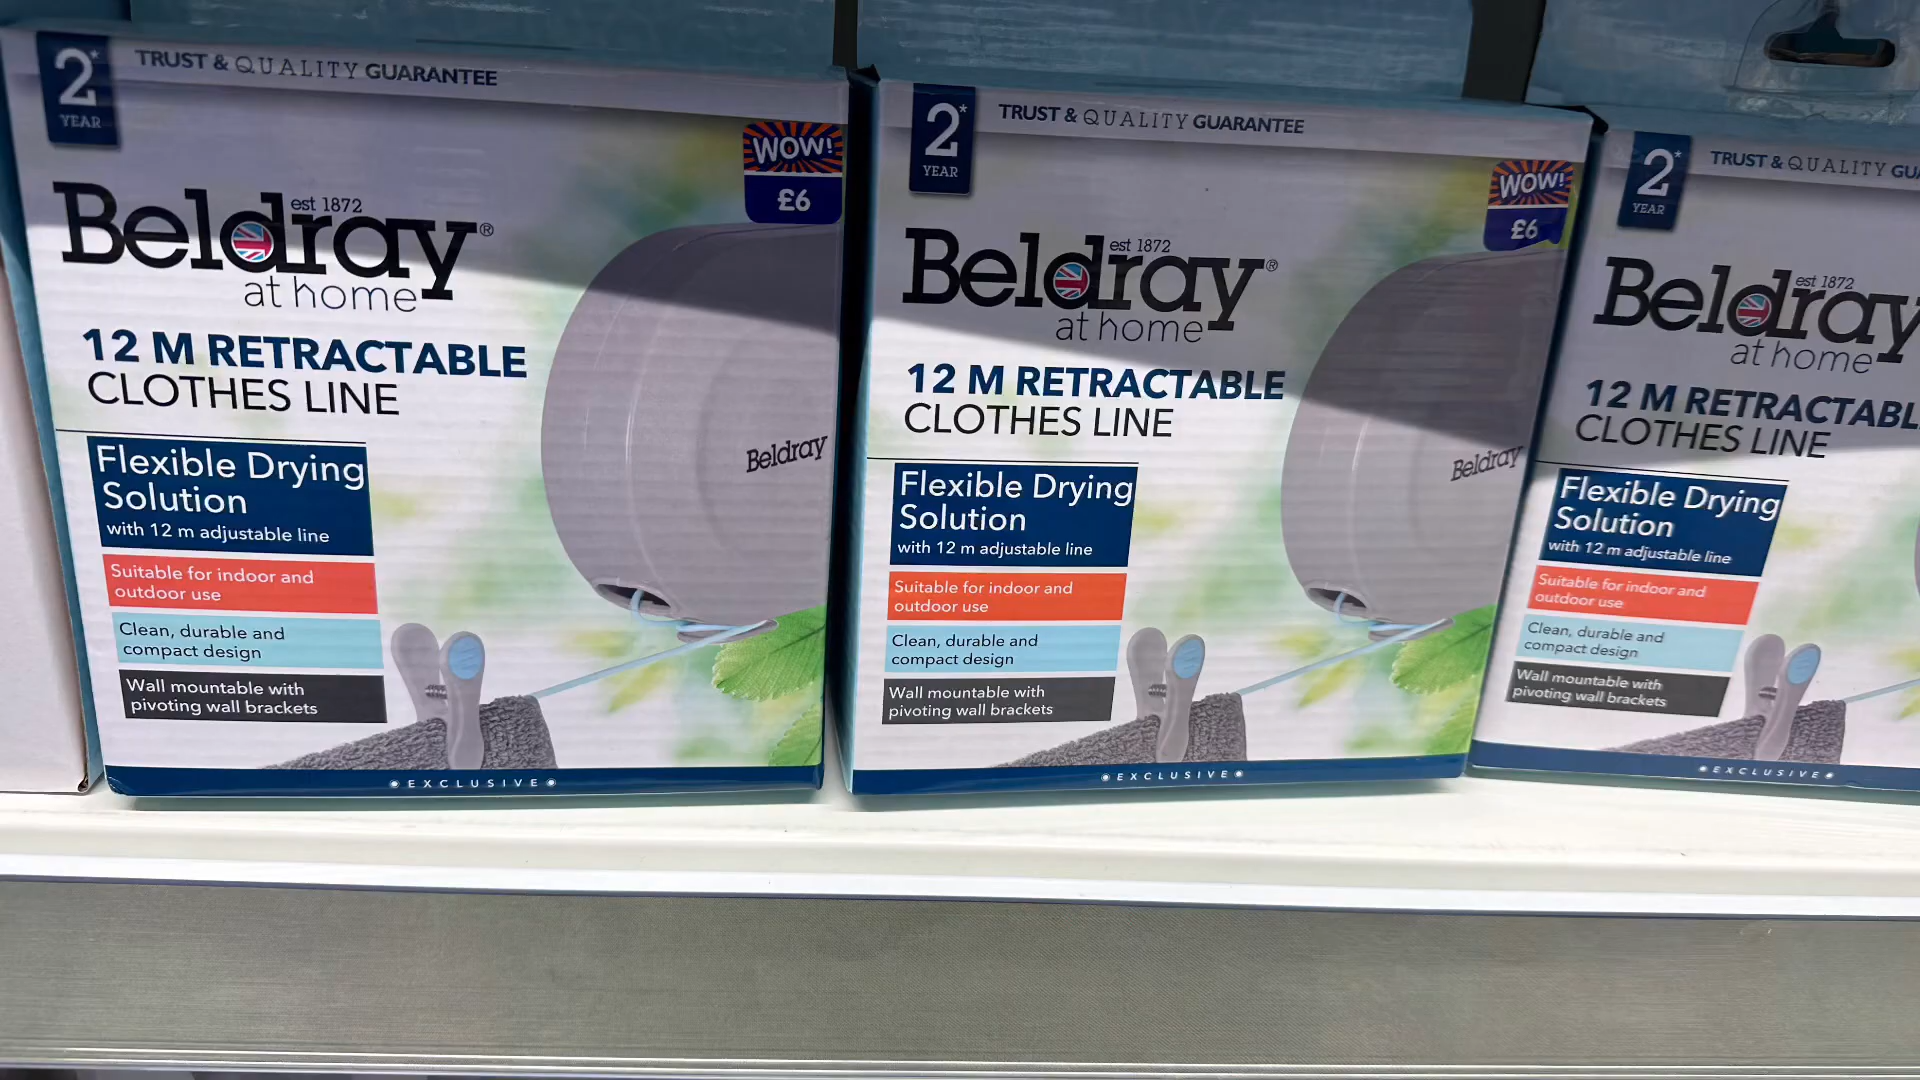 2*
YEAR
TRUST & QUALITY GUARANTEE
WOW!
£6
est 1872
Beldray®
at home
12 M RETRACTABLE
CLOTHES LINE
Beldray
Flexible Drying
Solution
with 12 m adjustable line
Suitable for indoor and
outdoor use
Clean, durable and
compact design
Wall mountable with
pivoting wall brackets
EXCLUSIVE
2*
YEAR
TRUST & QUALITY GUARANTEE
WOW!
£6
est 1872
Beldray®
at home
12 M RETRACTABLE
CLOTHES LINE
Beldray
Flexible Drying
Solution
with 12 m adjustable line
Suitable for indoor and
outdoor use
Clean, durable and
compact design
Wall mountable with
pivoting wall brackets
EXCLUSIVE
2*
YEAR
TRUST & QUALITY GU
est 1872
Beldray
at home
12 M RETRACTABL
CLOTHES LINE
Flexible Drying
Solution
with 12 m adjustable line
Suitable for indoor and
outdoor use
Clean, durable and
compact design
Wall mountable with
pivoting wall brackets
EXCLUSIVE